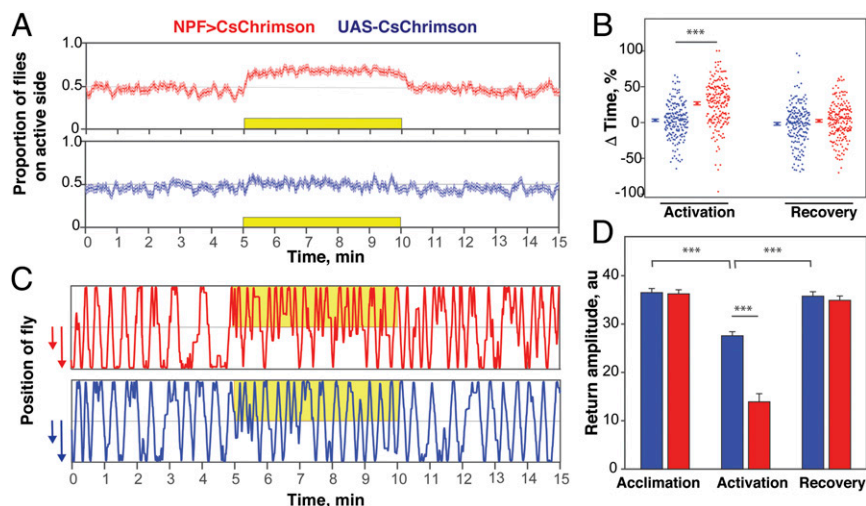 A
NPF>CsChrimson UAS-CsChrimson
Proportion of flies
on active side
1.0
0.5
0
1.0
0.5
0
0 1 2 3 4 5 6 7 8 9 10 11 12 13 14 15
Time, min
B
***
Δ Time, %
100
50
0
-50
-100
Activation Recovery
C
Position of fly
0 1 2 3 4 5 6 7 8 9 10 11 12 13 14 15
Time, min
D
*** ***
***
Return amplitude, au
40
30
20
10
0
Acclimation Activation Recovery